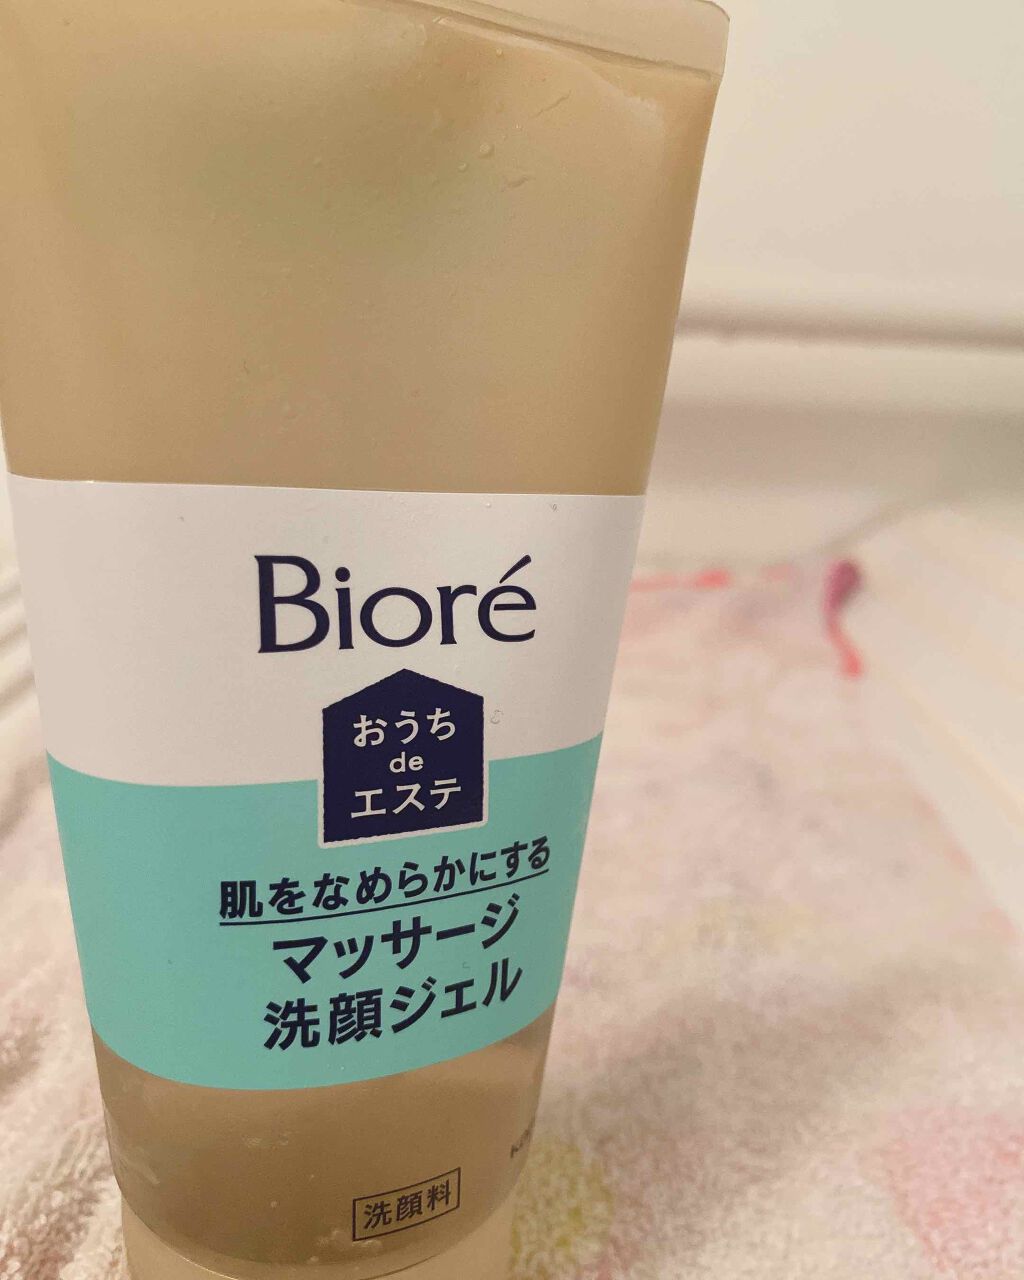 Bioré
おうち
de
エステ
肌をなめらかにする
マッサージ
洗顔ジェル
洗顔料